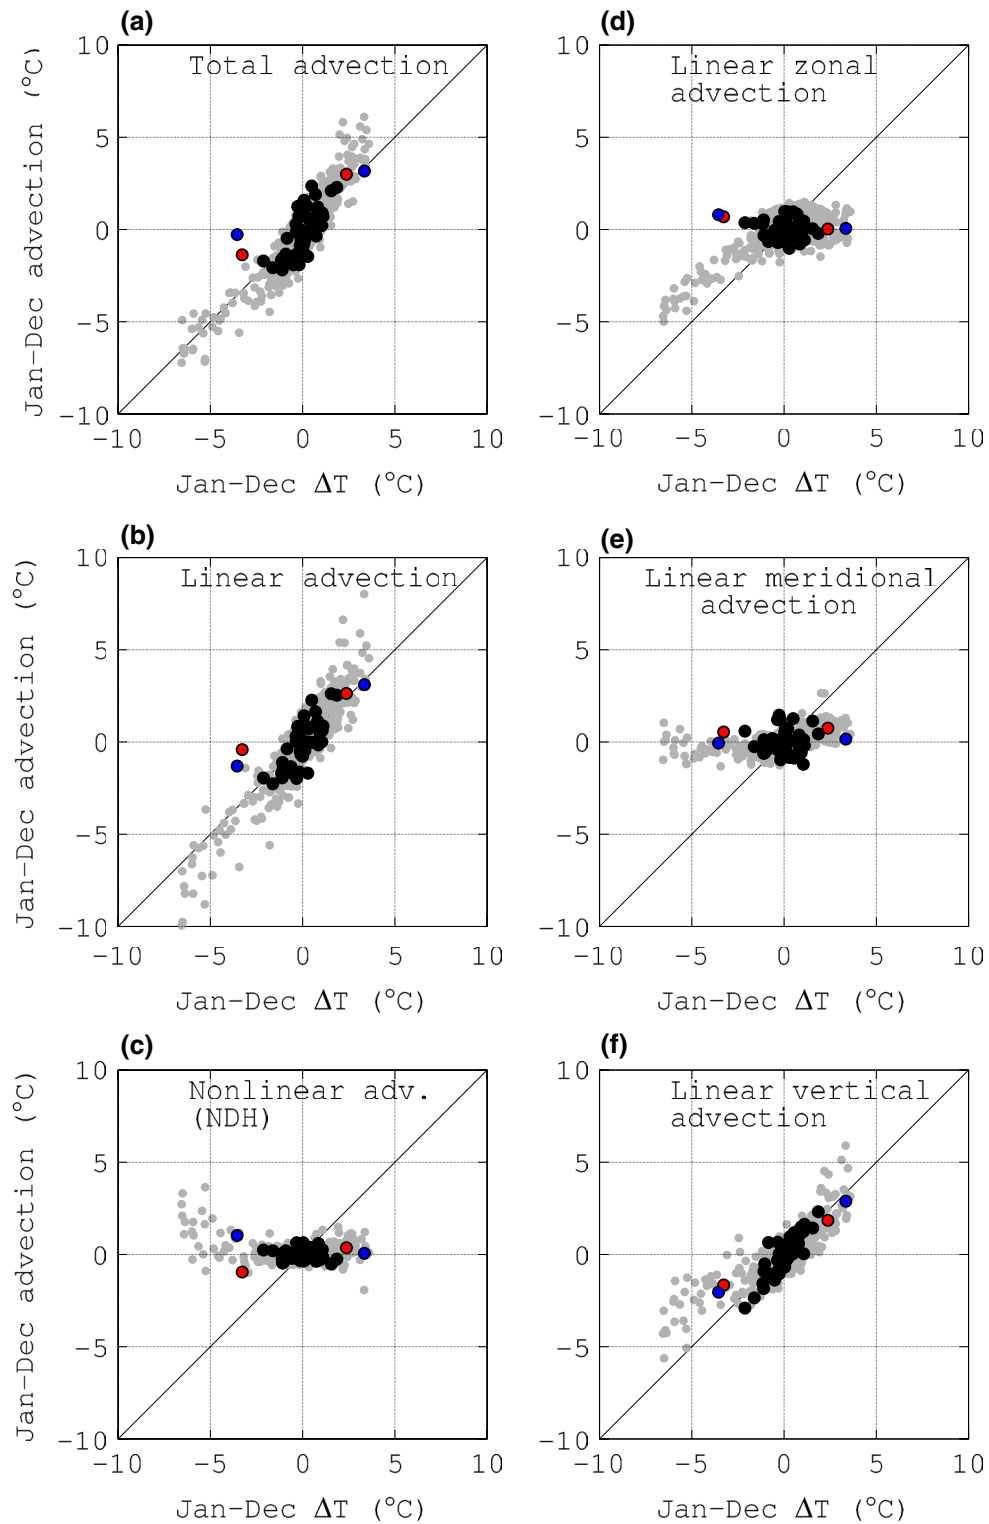 (a)
Total advection
Jan-Dec advection (°C)
10
5
0
-5
-10
-10 -5 0 5 10
Jan-Dec ΔT (°C)
(d)
Linear zonal
advection
10
5
0
-5
-10
-10 -5 0 5 10
Jan-Dec ΔT (°C)
(b)
Linear advection
Jan-Dec advection (°C)
10
5
0
-5
-10
-10 -5 0 5 10
Jan-Dec ΔT (°C)
(e)
Linear meridional
advection
10
5
0
-5
-10
-10 -5 0 5 10
Jan-Dec ΔT (°C)
(c)
Nonlinear adv.
(NDH)
Jan-Dec advection (°C)
10
5
0
-5
-10
-10 -5 0 5 10
Jan-Dec ΔT (°C)
(f)
Linear vertical
advection
10
5
0
-5
-10
-10 -5 0 5 10
Jan-Dec ΔT (°C)